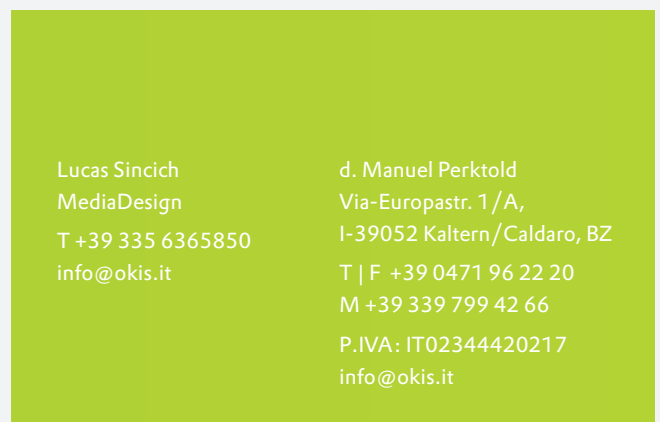 Lucas Sincich
MediaDesign
T +39 335 6365850
info@okis.it
d. Manuel Perktold
Via-Europastr. 1/A,
I-39052 Kaltern/Caldaro, BZ
T | F +39 0471 96 22 20
M +39 339 799 42 66
P.IVA: IT02344420217
info@okis.it